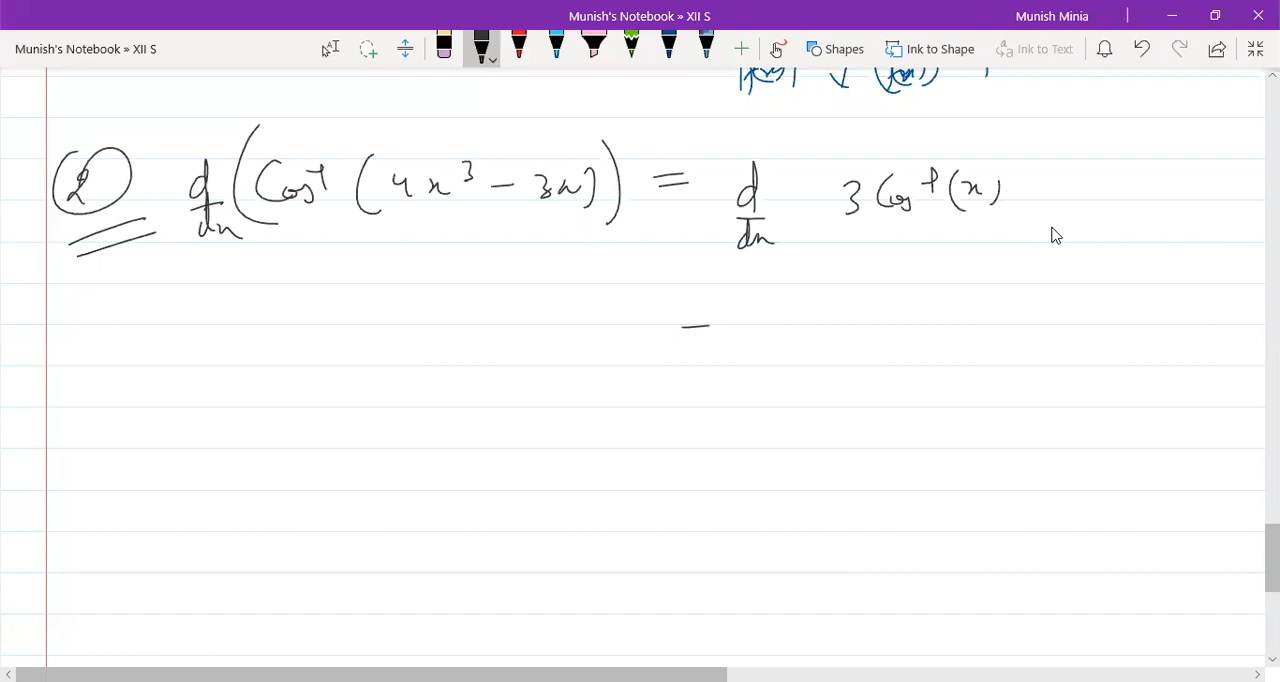 Munish's Notebook » XII S
Munish Minia
Munish's Notebook » XII S
Shapes
Ink to Shape
Ink to Text
② d/dx (Cos⁻¹ (4x³ − 3x)) = d/dx 3 Cos⁻¹(x)
—